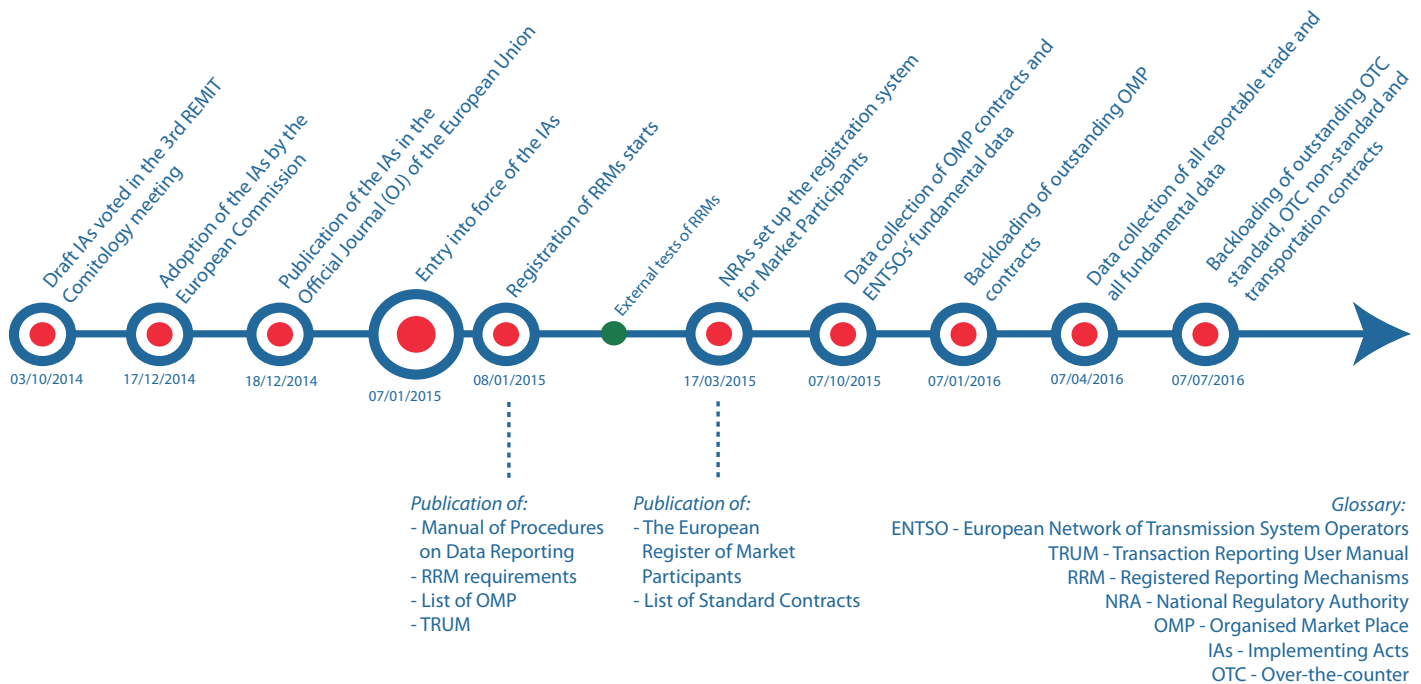 Draft IAs voted in the 3rd REMIT
Comitology meeting
Adoption of the IAs by the
European Commission
Publication of the IAs in the
Official Journal (OJ) of the European Union
Entry into force of the IAs
Registration of RRMs starts
External tests of RRMs
NRAs set up the registration system
for Market Participants
Data collection of OMP contracts and
ENTSOs’ fundamental data
Backloading of outstanding OMP
contracts
Data collection of all reportable trade and
all fundamental data
Backloading of outstanding OTC
standard, OTC non-standard and
transportation contracts
03/10/2014
17/12/2014
18/12/2014
07/01/2015
08/01/2015
17/03/2015
07/10/2015
07/01/2016
07/04/2016
07/07/2016
Publication of:
- Manual of Procedures
on Data Reporting
- RRM requirements
- List of OMP
- TRUM
Publication of:
- The European
Register of Market
Participants
- List of Standard Contracts
Glossary:
ENTSO - European Network of Transmission System Operators
TRUM - Transaction Reporting User Manual
RRM - Registered Reporting Mechanisms
NRA - National Regulatory Authority
OMP - Organised Market Place
IAs - Implementing Acts
OTC - Over-the-counter